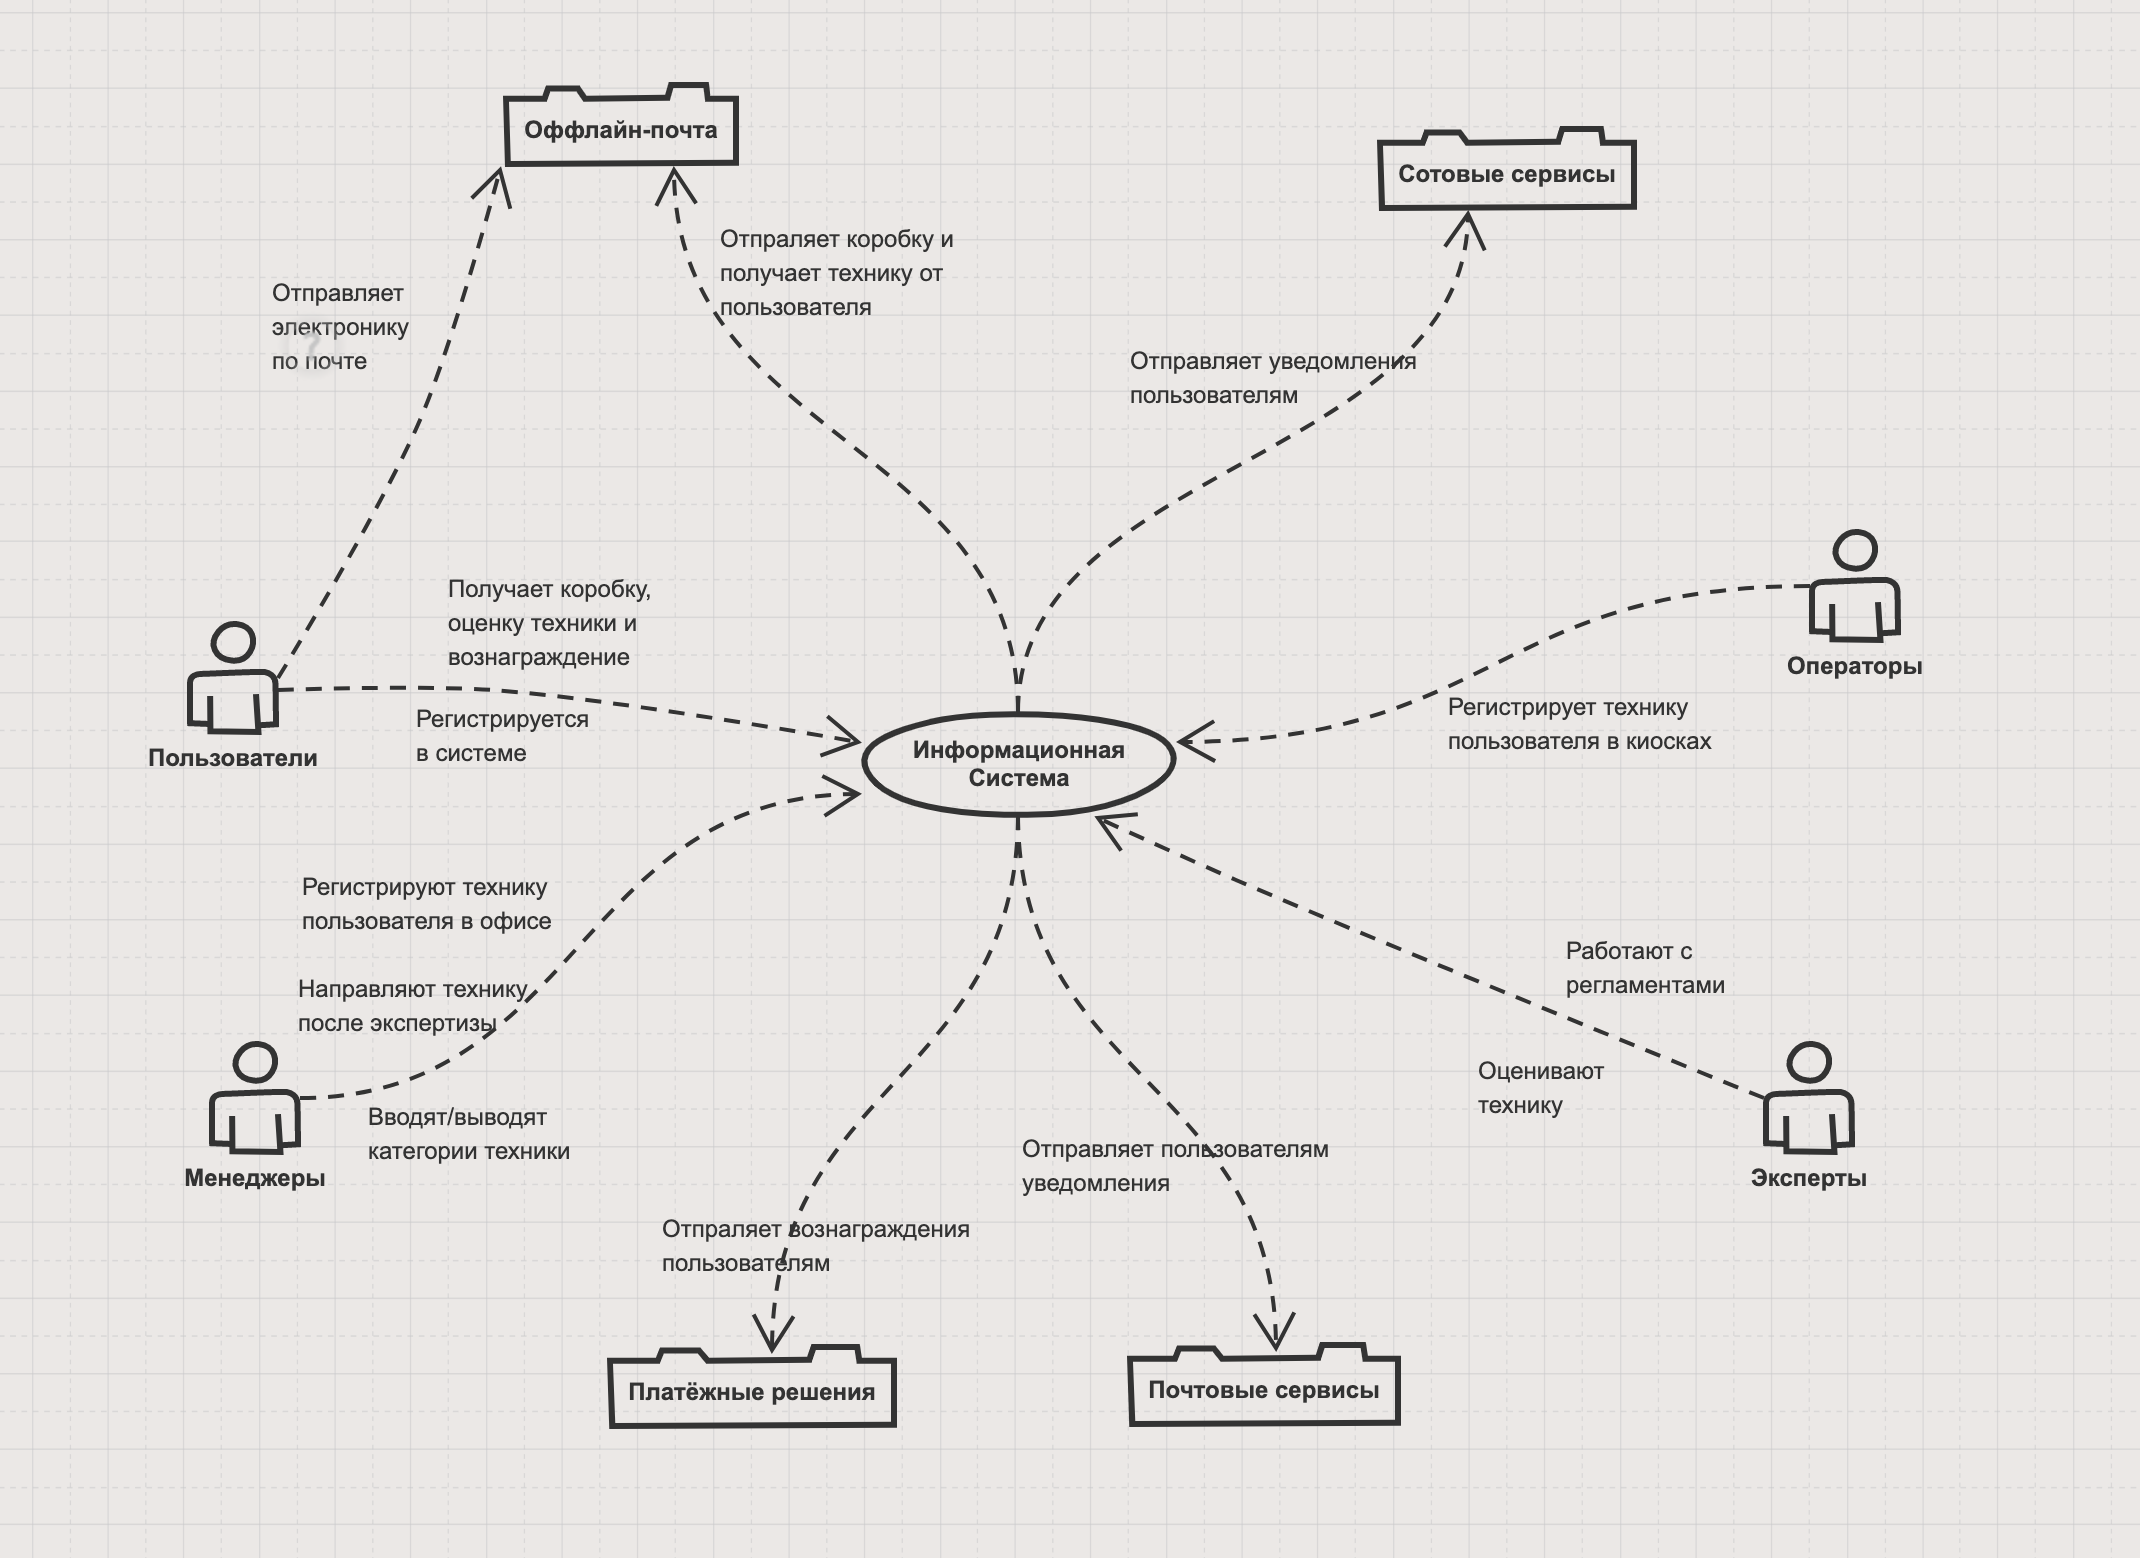 Оффлайн-почта
Сотовые сервисы
Отпраляет коробку и
получает технику от
пользователя
Отправляет
электронику
по почте
?
Отправляет уведомления
пользователям
Получает коробку,
оценку техники и
вознаграждение
Операторы
Регистрируется
в системе
Пользователи
Информационная
Система
Регистрирует технику
пользователя в киосках
Регистрируют технику
пользователя в офисе
Направляют технику
после экспертизы
Работают с
регламентами
Оценивают
технику
Вводят/выводят
категории техники
Менеджеры
Отправляет пользователям
уведомления
Эксперты
Отпраляет вознаграждения
пользователям
Платёжные решения
Почтовые сервисы